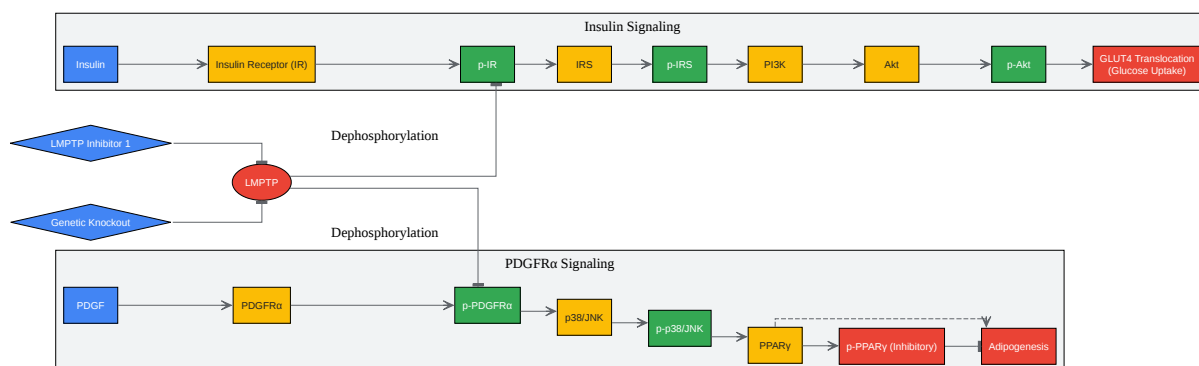 Insulin Signaling
Insulin
Insulin Receptor (IR)
p-IR
IRS
p-IRS
PI3K
Akt
p-Akt
GLUT4 Translocation
(Glucose Uptake)
LMPTP Inhibitor 1
Dephosphorylation
LMPTP
Genetic Knockout
Dephosphorylation
PDGFRα Signaling
PDGF
PDGFRα
p-PDGFRα
p38/JNK
p-p38/JNK
PPARγ
p-PPARγ (Inhibitory)
Adipogenesis